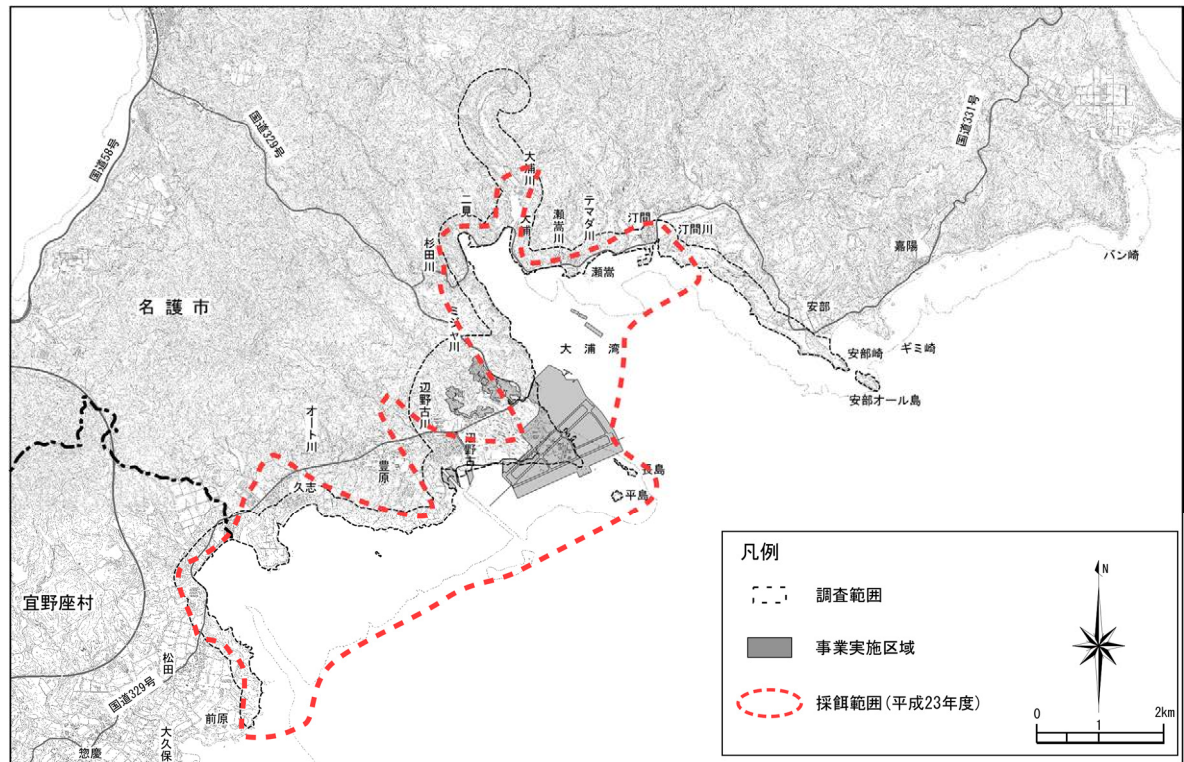 国道58号
国道329号
国道331号
大浦川
二見
大浦
瀬嵩川
テマダ川
汀間
汀間川
杉田川
瀬嵩
嘉陽
バン崎
名護市
安部
大浦湾
安部崎
ギミ崎
安部オール島
辺野古川
オート川
豊原
辺野古
久志
長島
平島
宜野座村
松田
国道329号
前原
大久保
惣慶
凡例
調査範囲
事業実施区域
採餌範囲(平成23年度)
N
0
1
2km